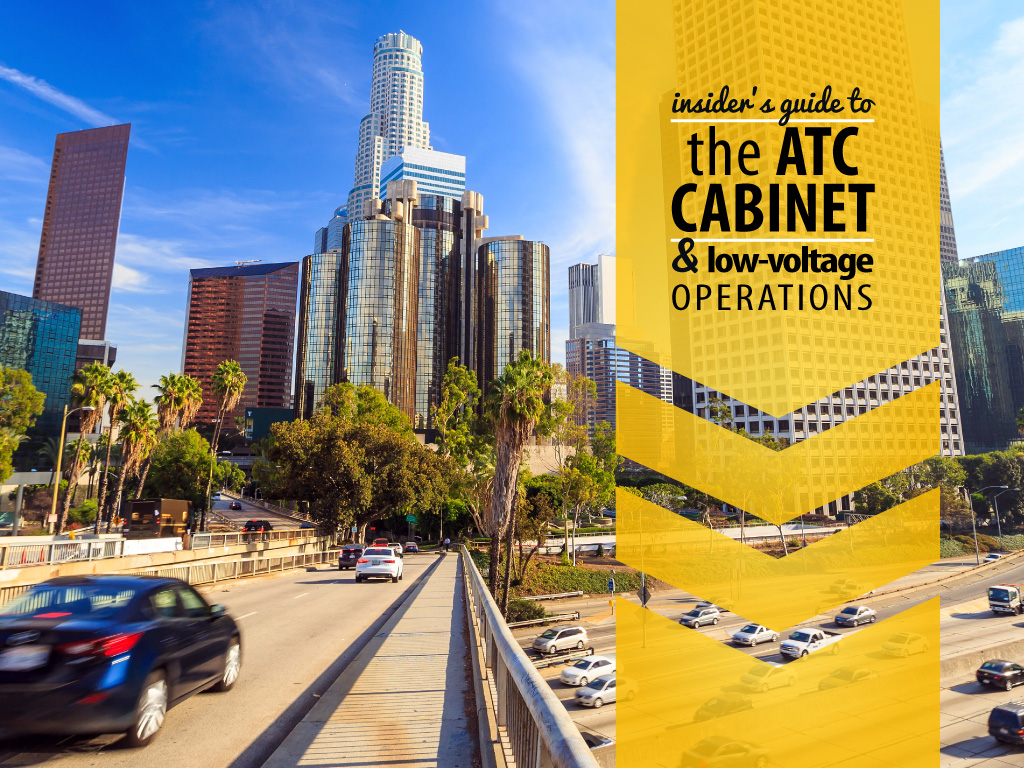 insider's guide to
the ATC
CABINET
& low-voltage
OPERATIONS